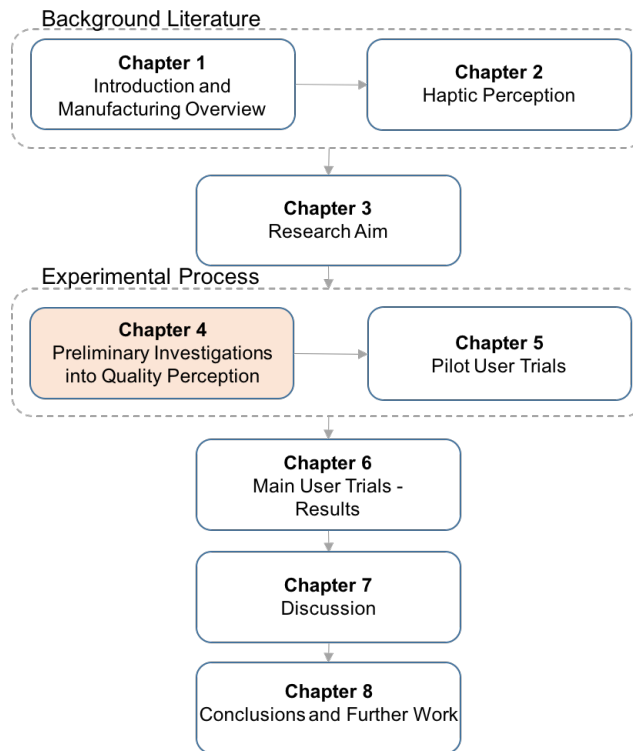 Background Literature
Chapter 1
Introduction and
Manufacturing Overview
Chapter 2
Haptic Perception
Chapter 3
Research Aim
Experimental Process
Chapter 4
Preliminary Investigations
into Quality Perception
Chapter 5
Pilot User Trials
Chapter 6
Main User Trials -
Results
Chapter 7
Discussion
Chapter 8
Conclusions and Further Work